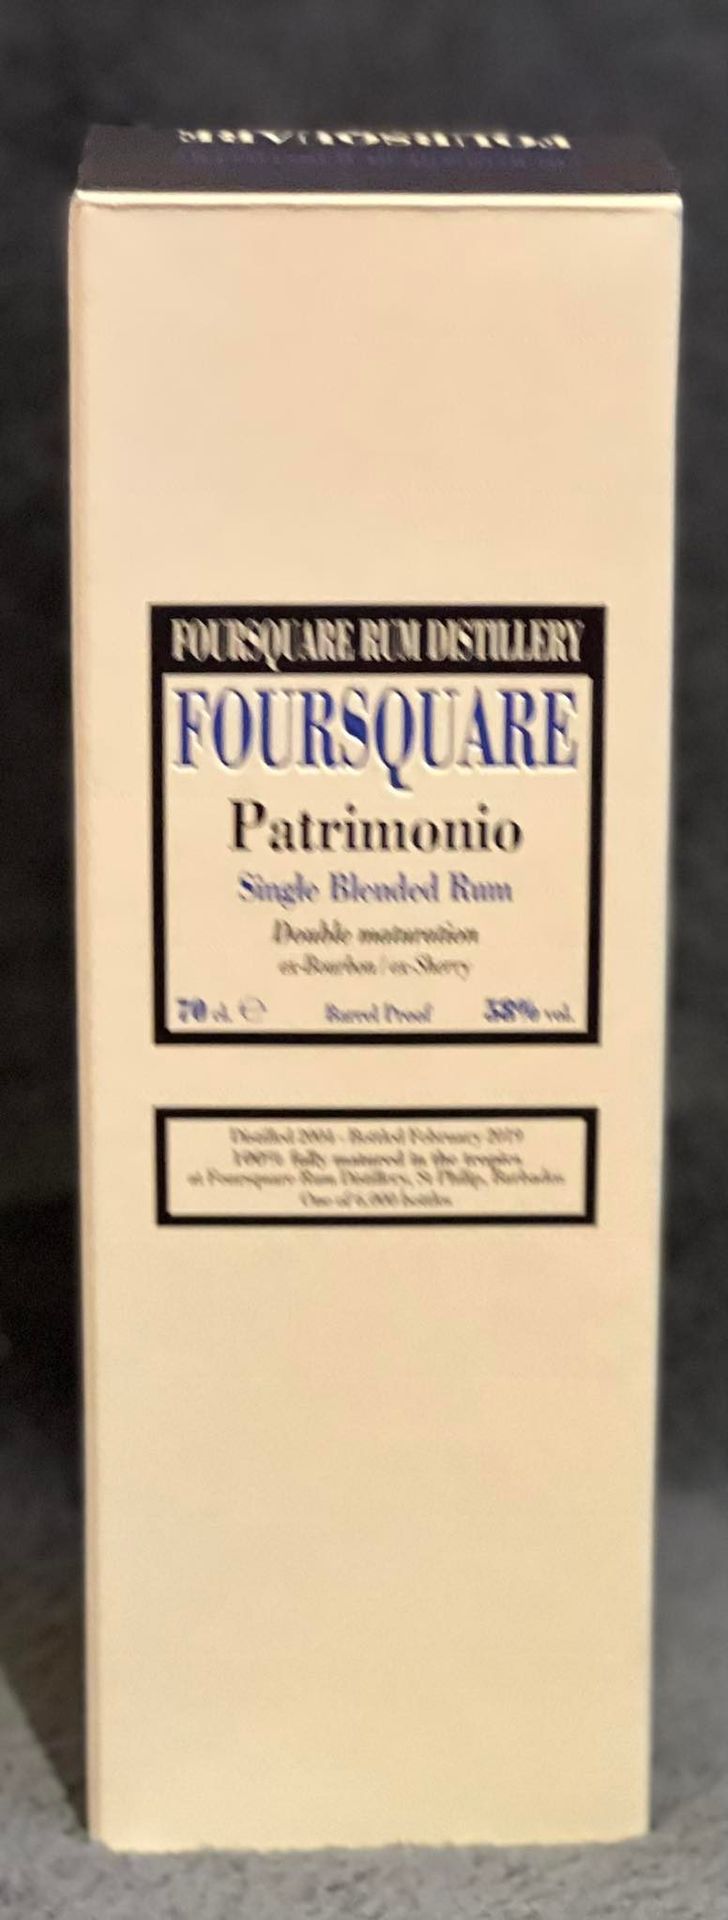 FOURSQUARE
FOURSQUARE RUM DISTILLERY
FOURSQUARE
Patrimonio
Single Blended Rum
Double maturation
ex-Bourbon / ex-Sherry
70 cl. ℮ Barrel Proof 58% vol.
Distilled 2004 - Bottled February 2019
100% fully matured in the tropics
at Foursquare Rum Distillery, St Philip, Barbados
One of 6,000 bottles